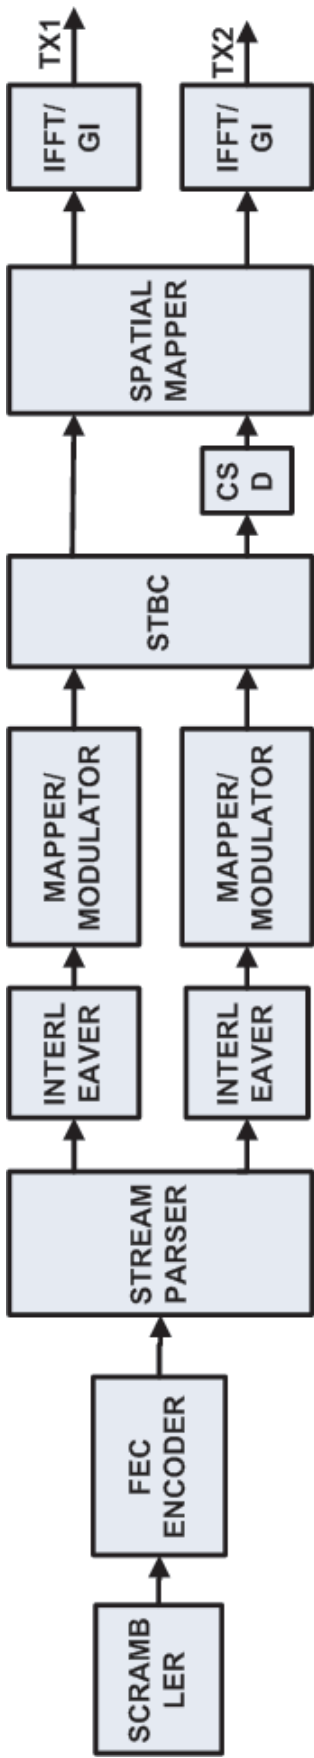 SCRAMB
LER
FEC
ENCODER
STREAM
PARSER
INTERL
EAVER
INTERL
EAVER
MAPPER/
MODULATOR
MAPPER/
MODULATOR
STBC
CS
D
SPATIAL
MAPPER
IFFT/
GI
IFFT/
GI
TX1
TX2